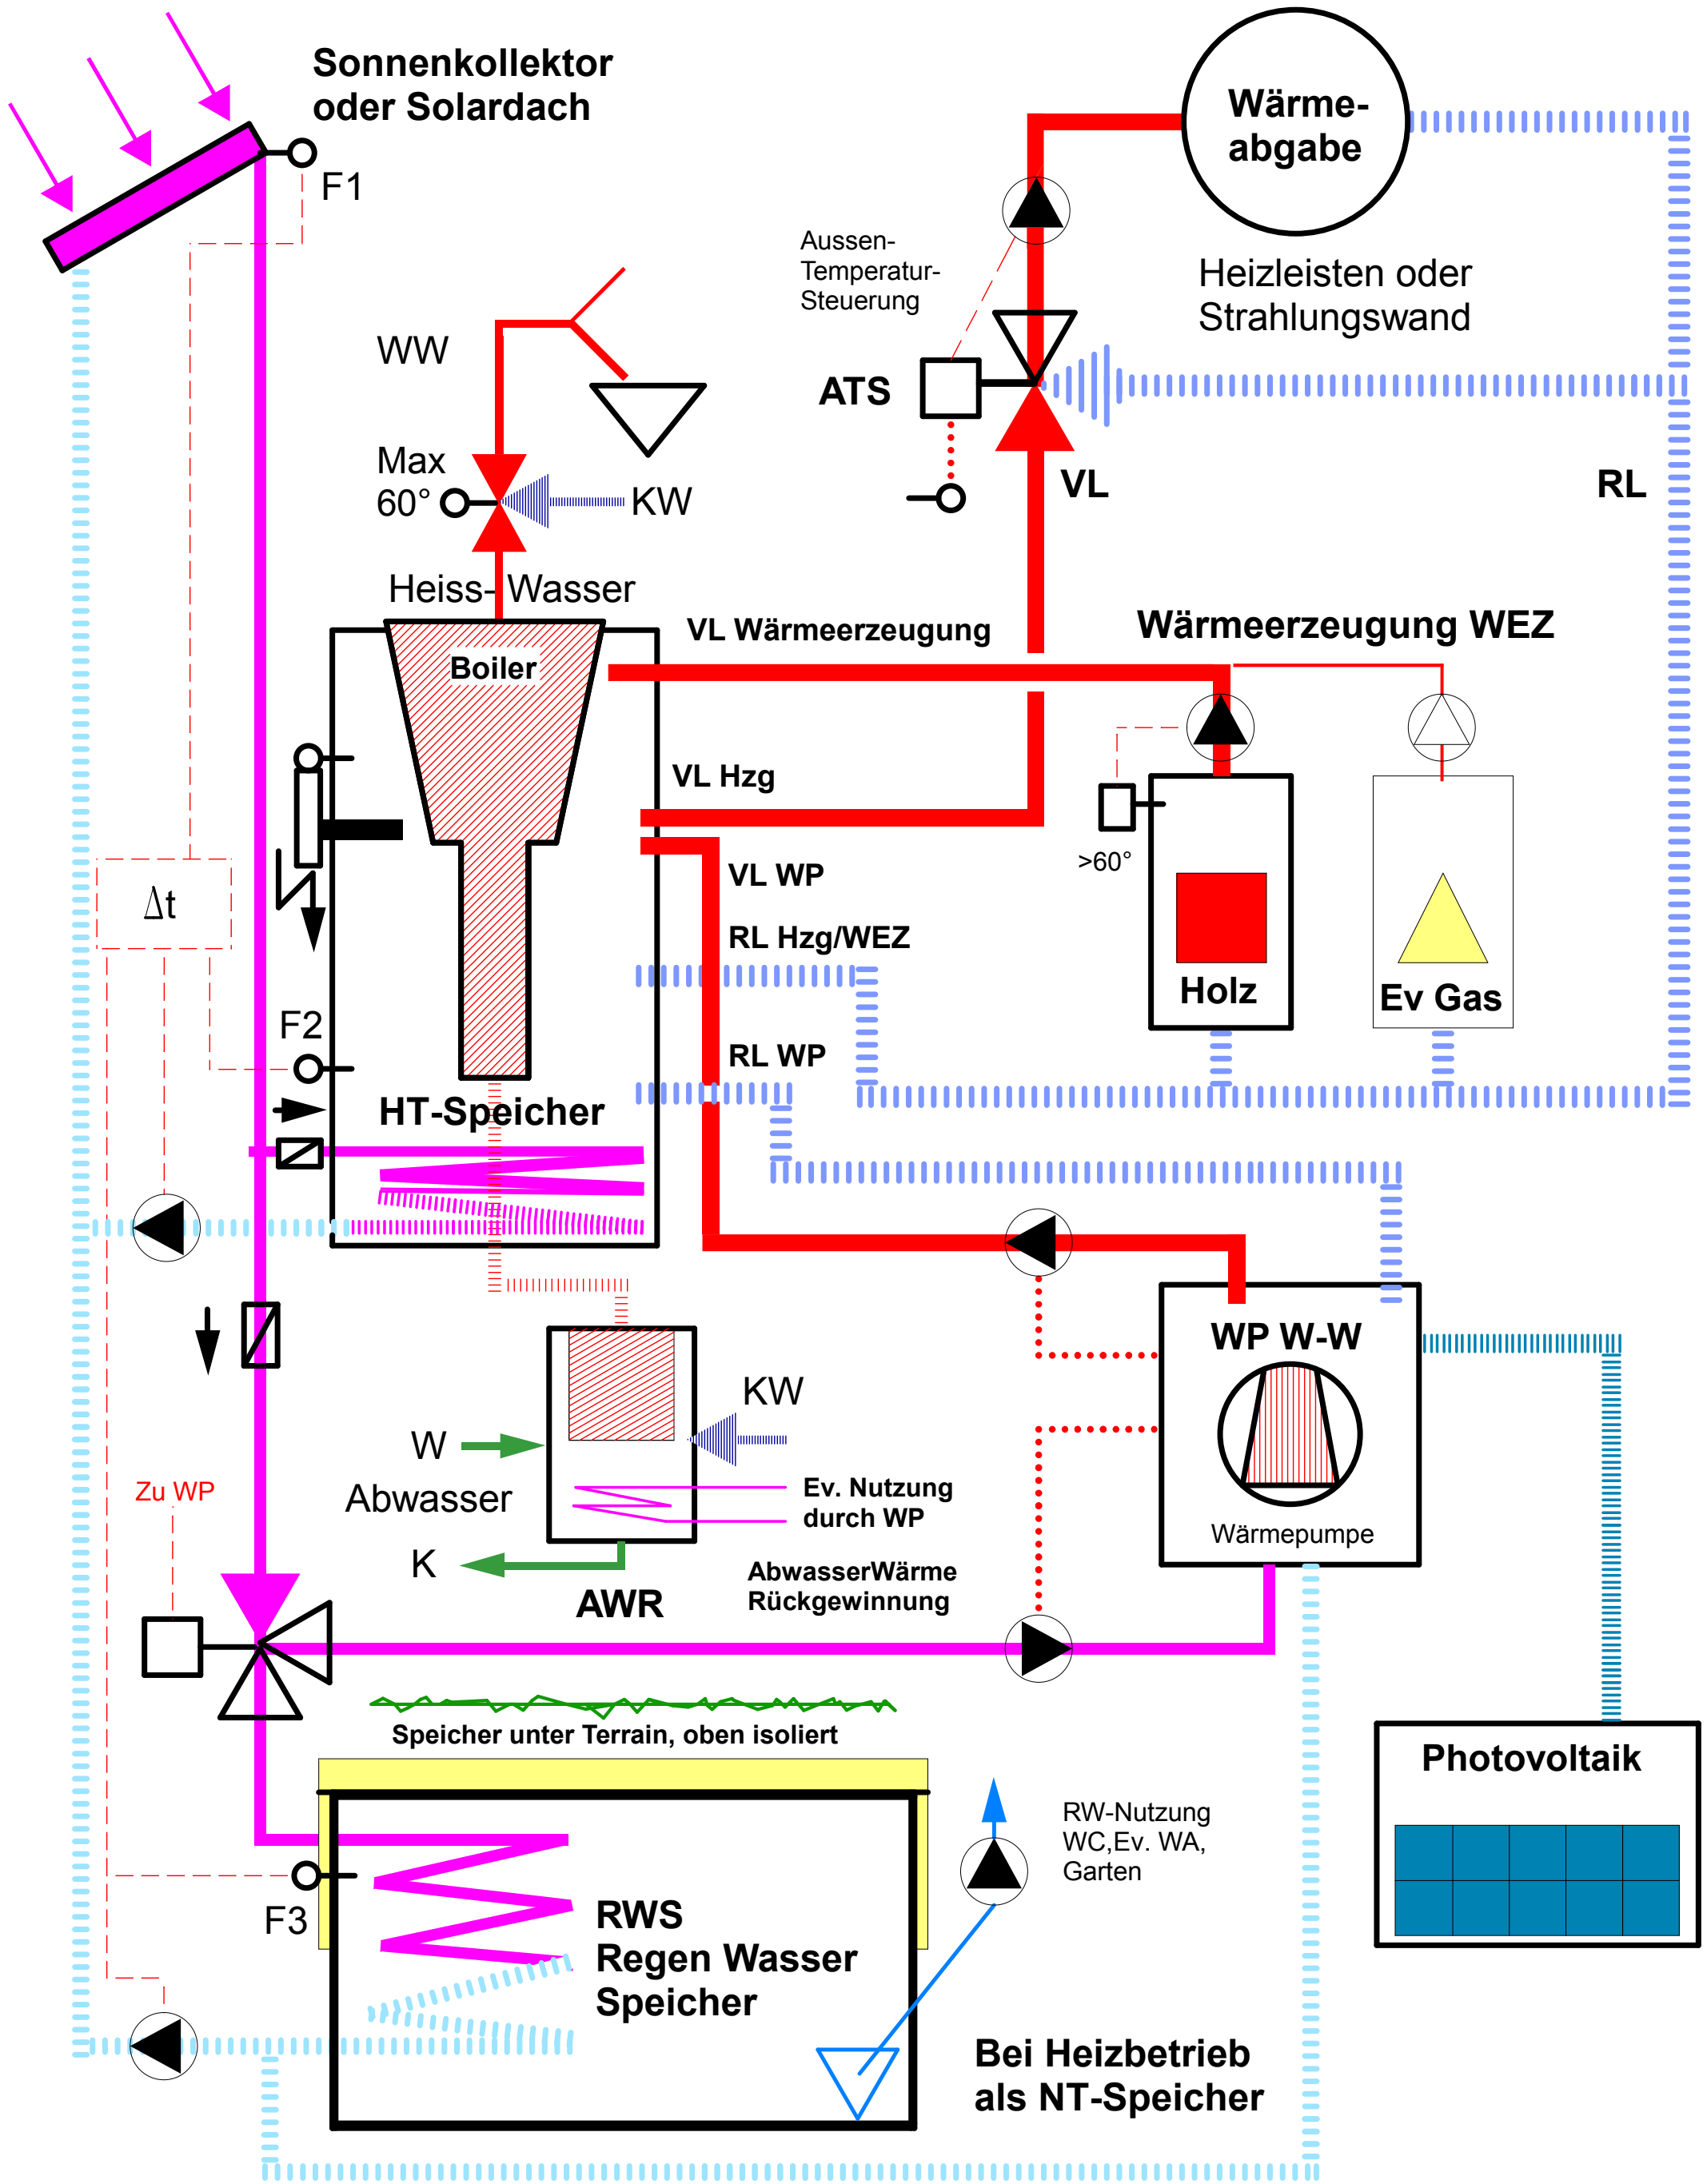 Sonnenkollektor
oder Solardach
F1
Wärme-
abgabe
Aussen-
Temperatur-
Steuerung
Heizleisten oder
Strahlungswand
WW
ATS
Max
60°
KW
VL
RL
Heiss- Wasser
VL Wärmeerzeugung
Wärmeerzeugung WEZ
Boiler
VL Hzg
>60°
VL WP
Δt
RL Hzg/WEZ
Holz
Ev Gas
F2
RL WP
HT-Speicher
WP W-W
KW
W
Abwasser
Zu WP
Ev. Nutzung
durch WP
Wärmepumpe
K
AbwasserWärme
Rückgewinnung
AWR
Speicher unter Terrain, oben isoliert
Photovoltaik
RW-Nutzung
WC,Ev. WA,
Garten
F3
RWS
Regen Wasser
Speicher
Bei Heizbetrieb
als NT-Speicher